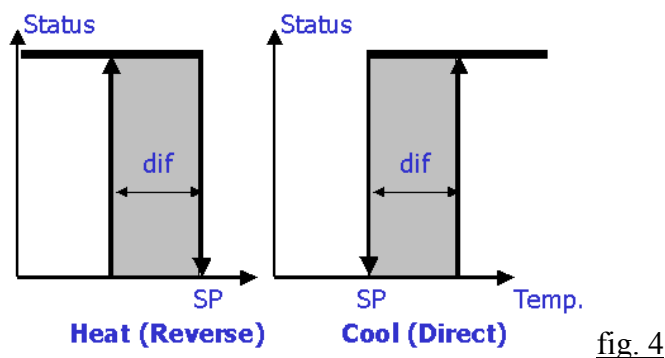 Status Status
dif dif
SP SP Temp.
Heat (Reverse) Cool (Direct)
fig. 4